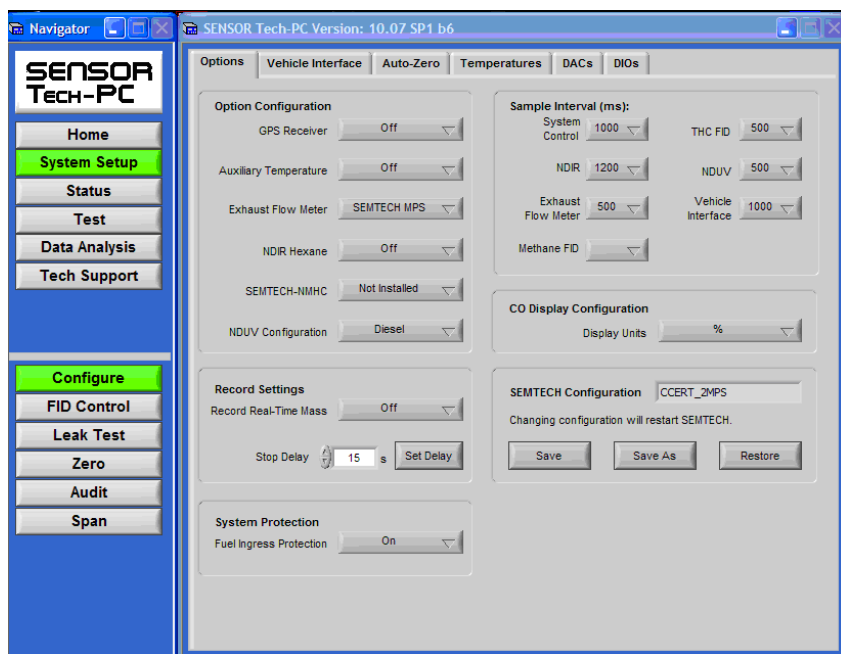 Navigator
SENSOR Tech-PC Version: 10.07 SP1 b6
SENSOR
TECH-PC
Home
System Setup
Status
Test
Data Analysis
Tech Support
Configure
FID Control
Leak Test
Zero
Audit
Span
Options Vehicle Interface Auto-Zero Temperatures DACs DIOs
Option Configuration
GPS Receiver Off
Auxiliary Temperature Off
Exhaust Flow Meter SEMTECH MPS
NDIR Hexane Off
SEMTECH-NMHC Not Installed
NDUV Configuration Diesel
Record Settings
Record Real-Time Mass Off
Stop Delay 15 s Set Delay
System Protection
Fuel Ingress Protection On
Sample Interval (ms):
System
Control 1000 THC FID 500
NDIR 1200 NDUV 500
Exhaust
Flow Meter 500 Vehicle
Interface 1000
Methane FID
CO Display Configuration
Display Units %
SEMTECH Configuration CCERT_2MPS
Changing configuration will restart SEMTECH.
Save Save As Restore